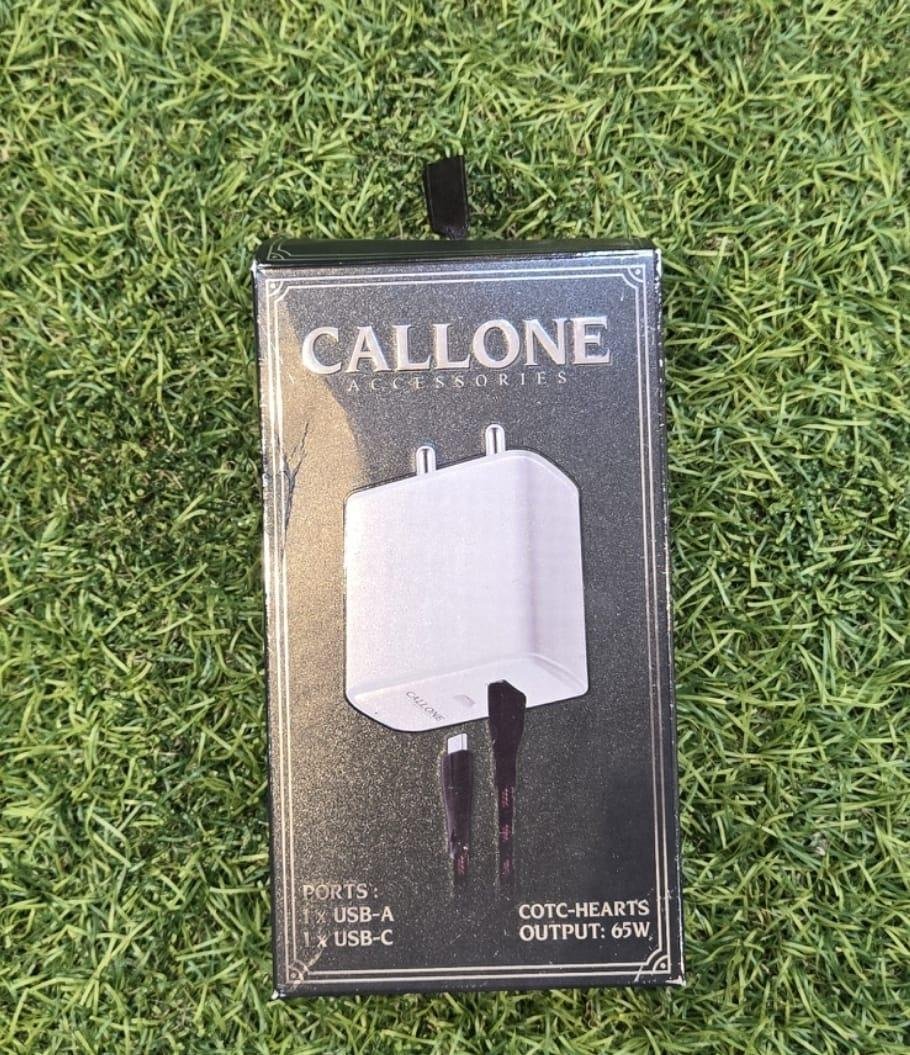 CALLONE
ACCESSORIES
CALLONE
PORTS :
1 x USB-A
1 x USB-C
COTC-HEARTS
OUTPUT: 65W